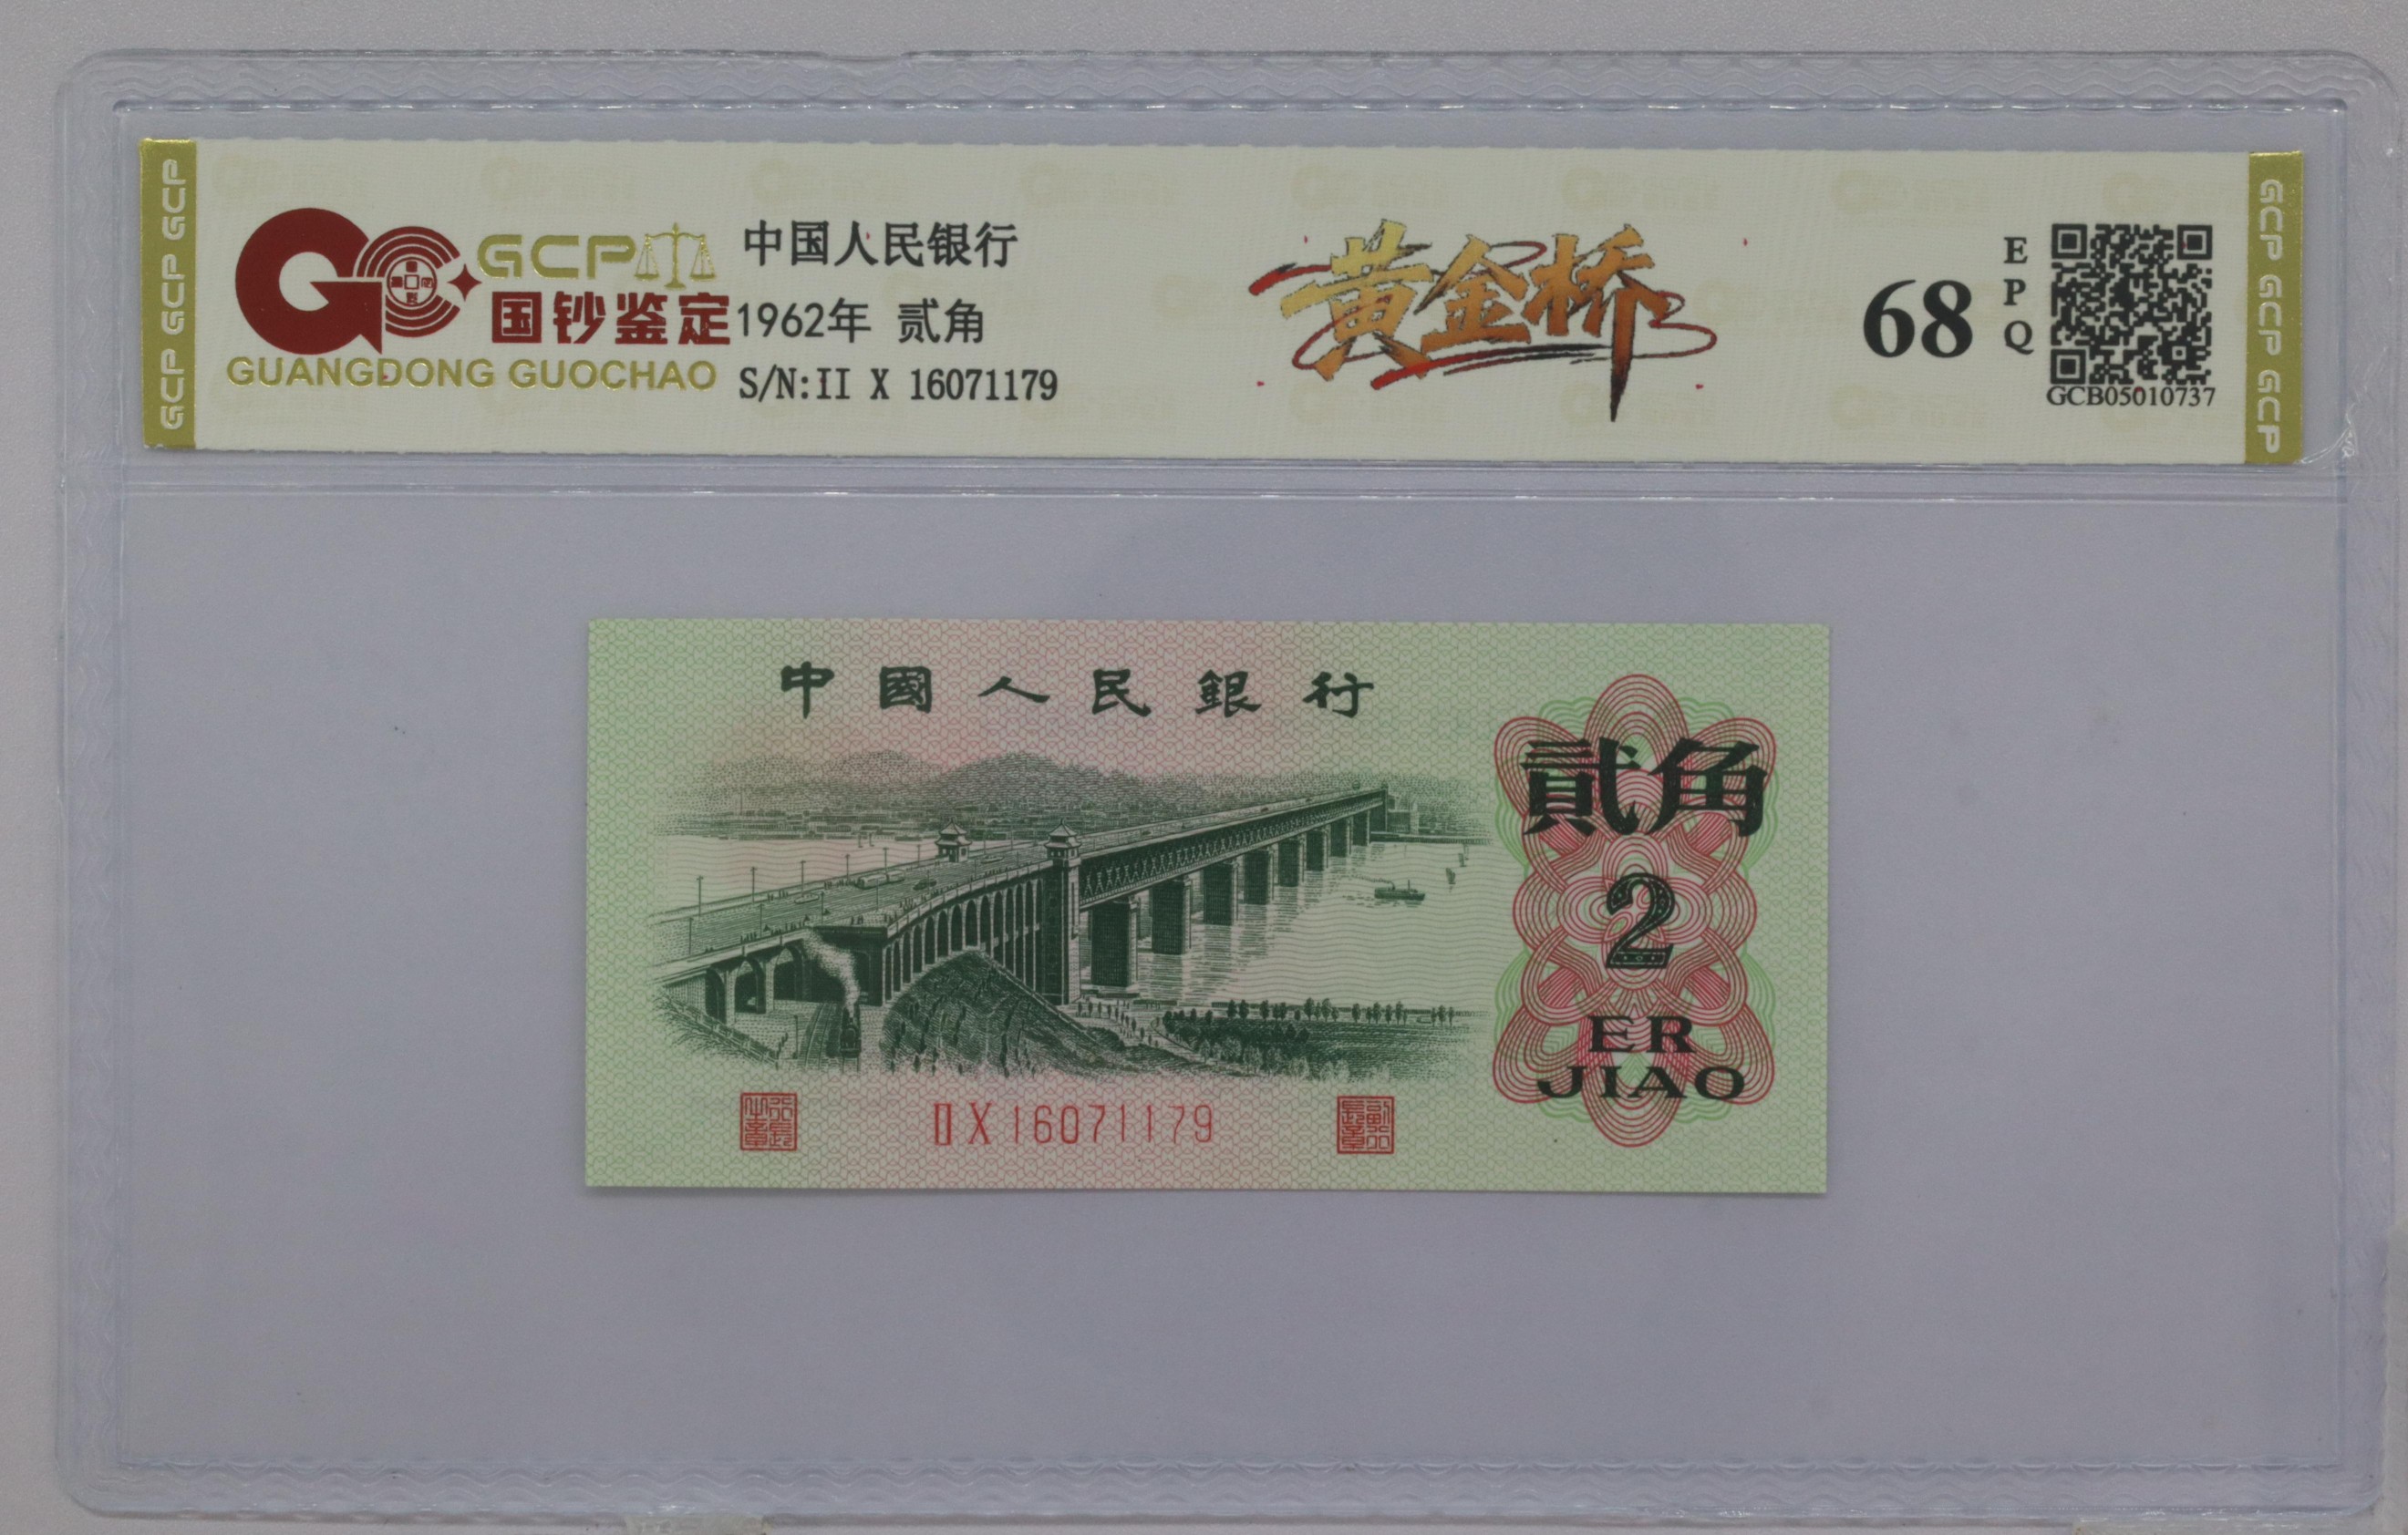 GCP GCP GCP
GCP
国钞鉴定
GUANGDONG GUOCHAO
中国人民银行
1962年 贰角
S/N:II X 16071179
黄金桥
68
EPQ
GCB05010737
GCP GCP GCP
中國人民銀行
貳角
2
ER
JIAO
II X 16071179